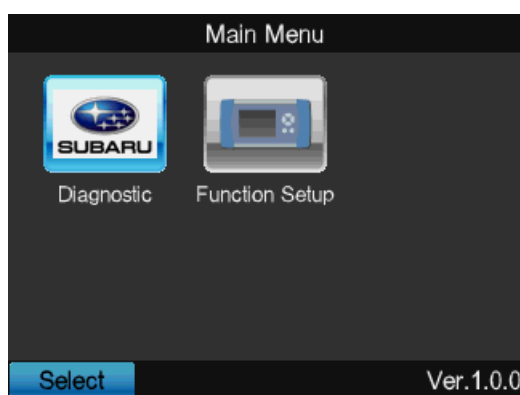 Main Menu
SUBARU
Diagnostic Function Setup
Select Ver.1.0.0